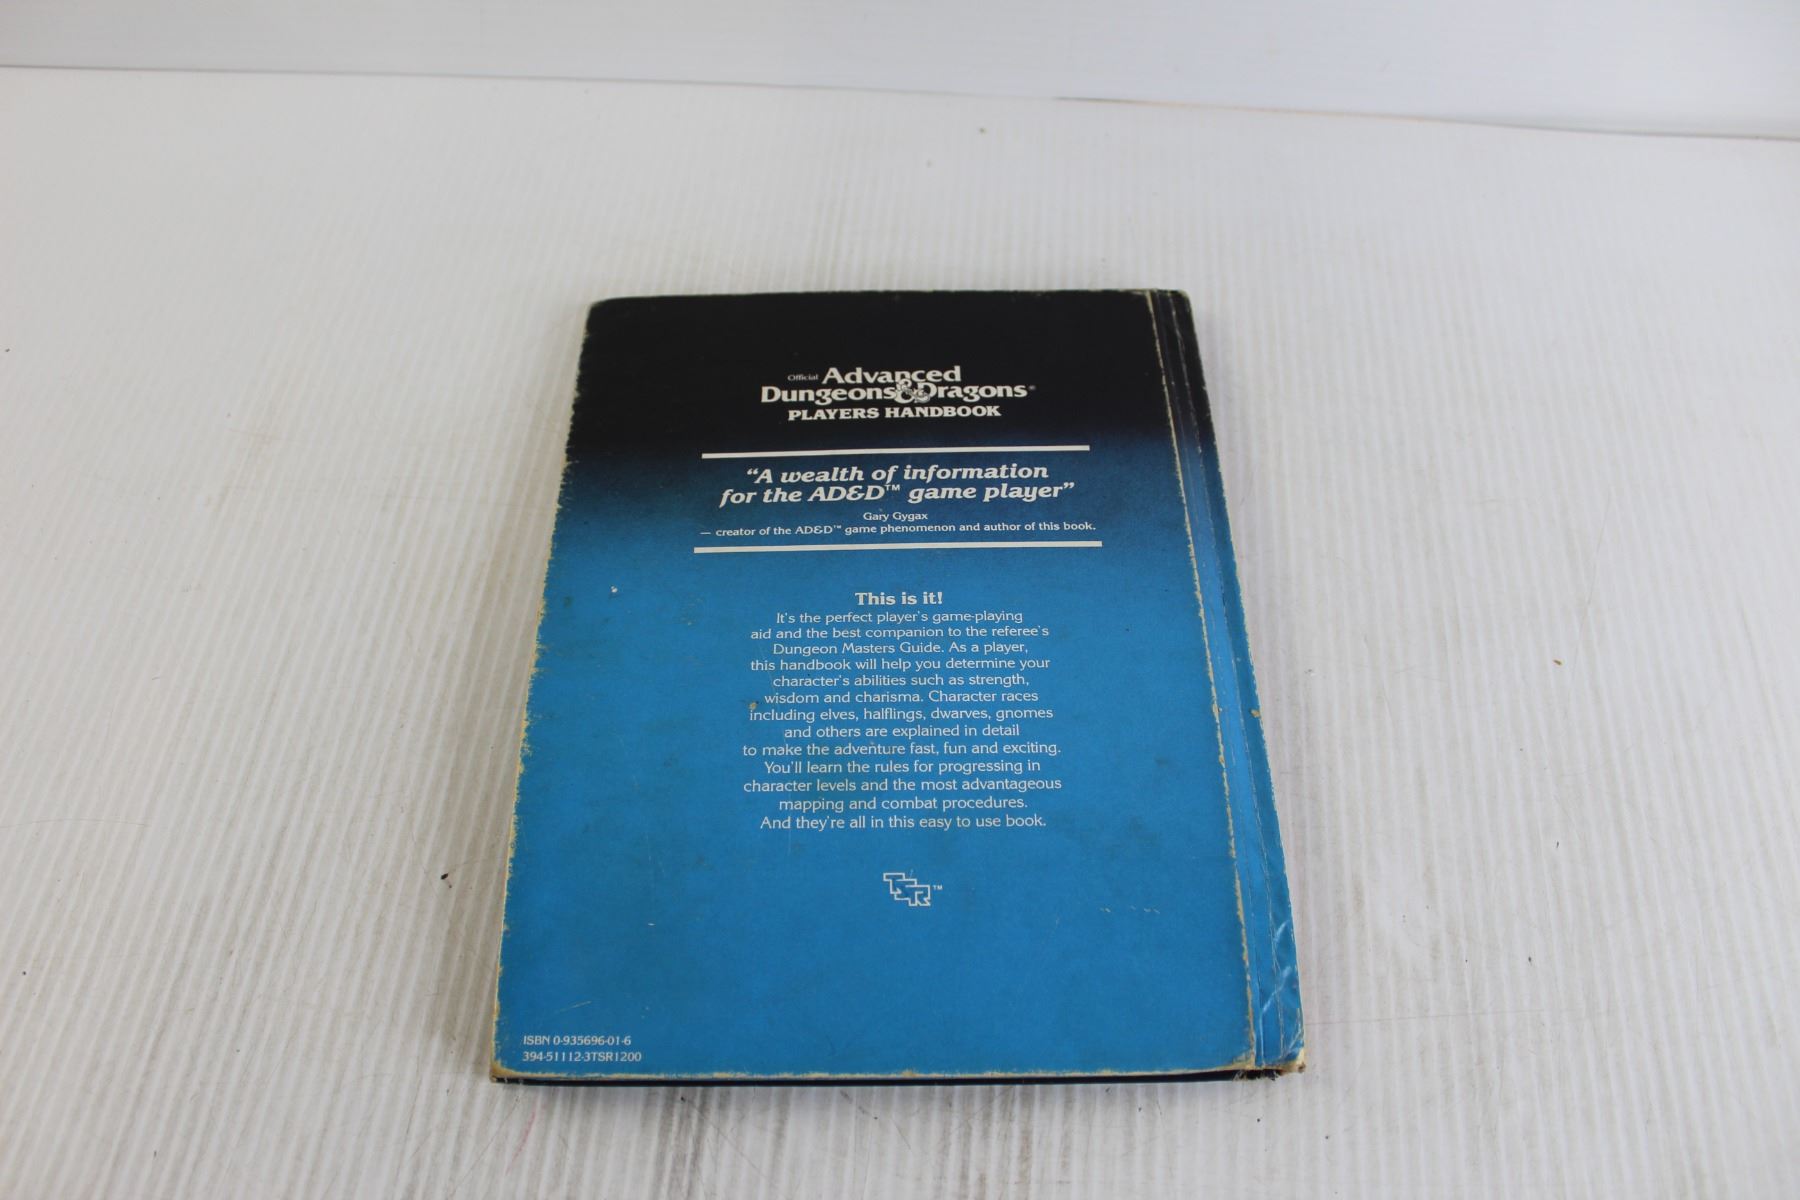 Official Advanced
Dungeons & Dragons®
PLAYERS HANDBOOK
“A wealth of information
for the AD&D™ game player”
Gary Gygax
— creator of the AD&D™ game phenomenon and author of this book.
This is it!
It's the perfect player's game-playing
aid and the best companion to the referee's
Dungeon Masters Guide. As a player,
this handbook will help you determine your
character's abilities such as strength,
wisdom and charisma. Character races
including elves, halflings, dwarves, gnomes
and others are explained in detail
to make the adventure fast, fun and exciting.
You'll learn the rules for progressing in
character levels and the most advantageous
mapping and combat procedures.
And they're all in this easy to use book.
TSR™
ISBN 0-935696-01-6
394-51112-3TSR1200